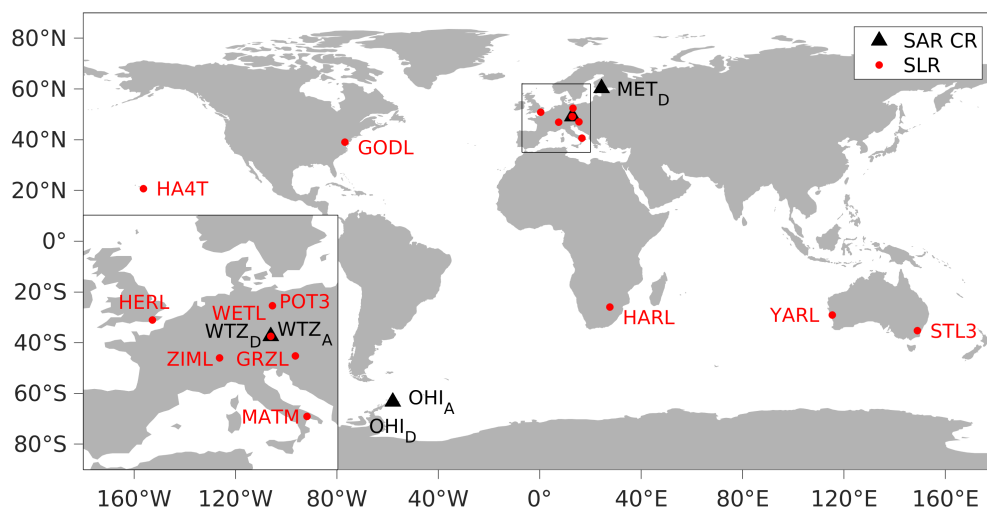 80°N
60°N
40°N
20°N
0°
20°S
40°S
60°S
80°S
SAR CR
SLR
MET_D
GODL
HA4T
HERL
POT3
WETL
WTZ_D
WTZ_A
ZIML
GRZL
MATM
HARL
YARL
STL3
OHI_A
OHI_D
160°W
120°W
80°W
40°W
0°
40°E
80°E
120°E
160°E